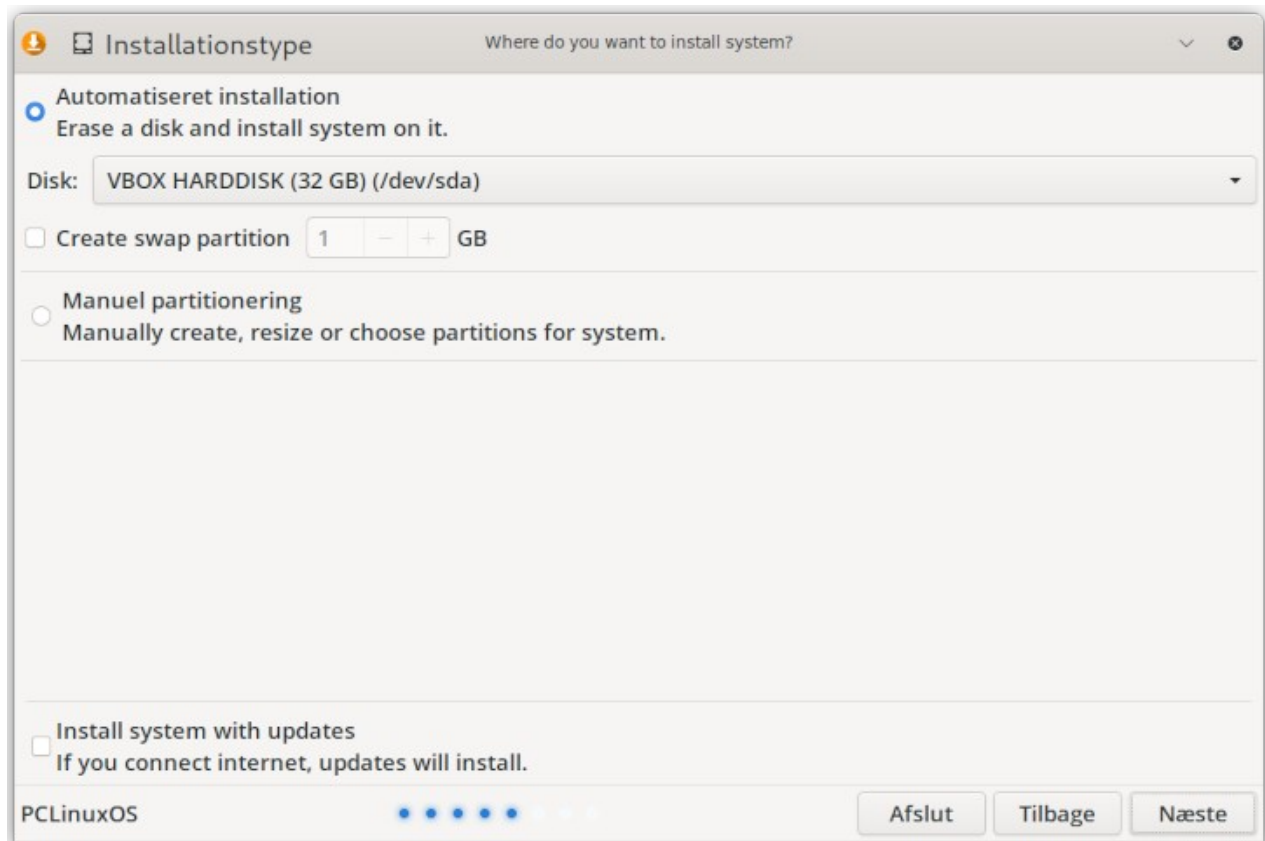 Installationstype
Where do you want to install system?
Automatiseret installation
Erase a disk and install system on it.
Disk: VBOX HARDDISK (32 GB) (/dev/sda)
Create swap partition 1 - + GB
Manuel partitionering
Manually create, resize or choose partitions for system.
Install system with updates
If you connect internet, updates will install.
PCLinuxOS
Afslut Tilbage Næste